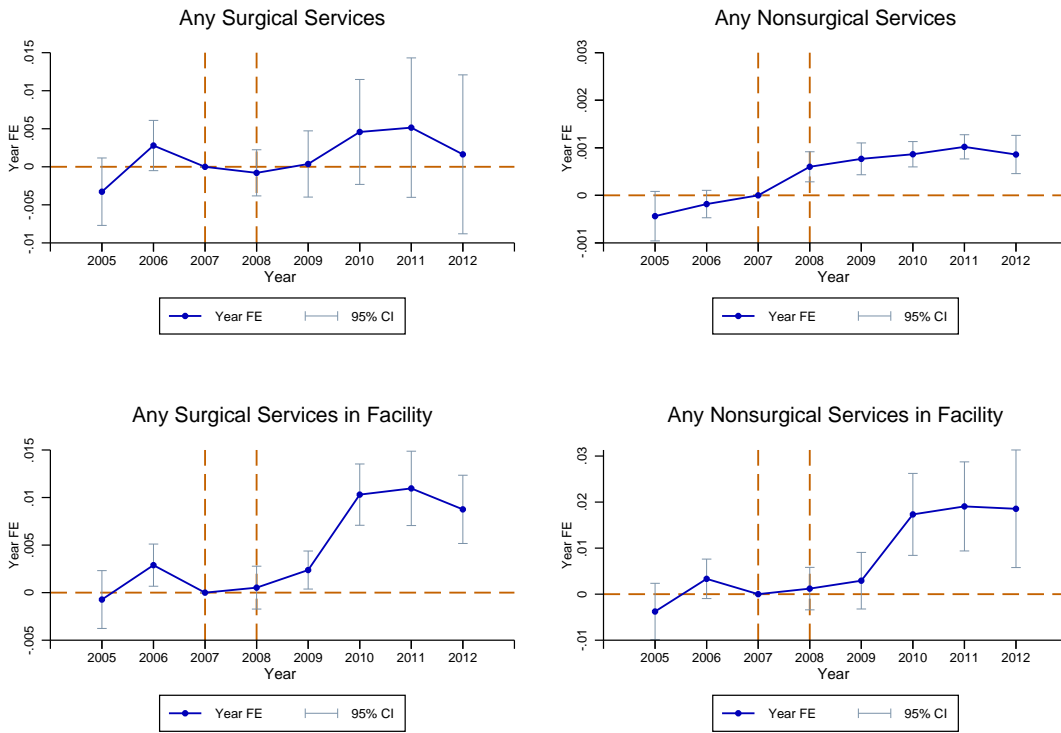 Any Surgical Services
Year FE
.015
.01
.005
0
-.005
-.01
2005 2006 2007 2008 2009 2010 2011 2012
Year
Year FE 95% CI
Any Nonsurgical Services
Year FE
.003
.002
.001
0
-.001
2005 2006 2007 2008 2009 2010 2011 2012
Year
Year FE 95% CI
Any Surgical Services in Facility
Year FE
.015
.01
.005
0
-.005
2005 2006 2007 2008 2009 2010 2011 2012
Year
Year FE 95% CI
Any Nonsurgical Services in Facility
Year FE
.03
.02
.01
0
-.01
2005 2006 2007 2008 2009 2010 2011 2012
Year
Year FE 95% CI